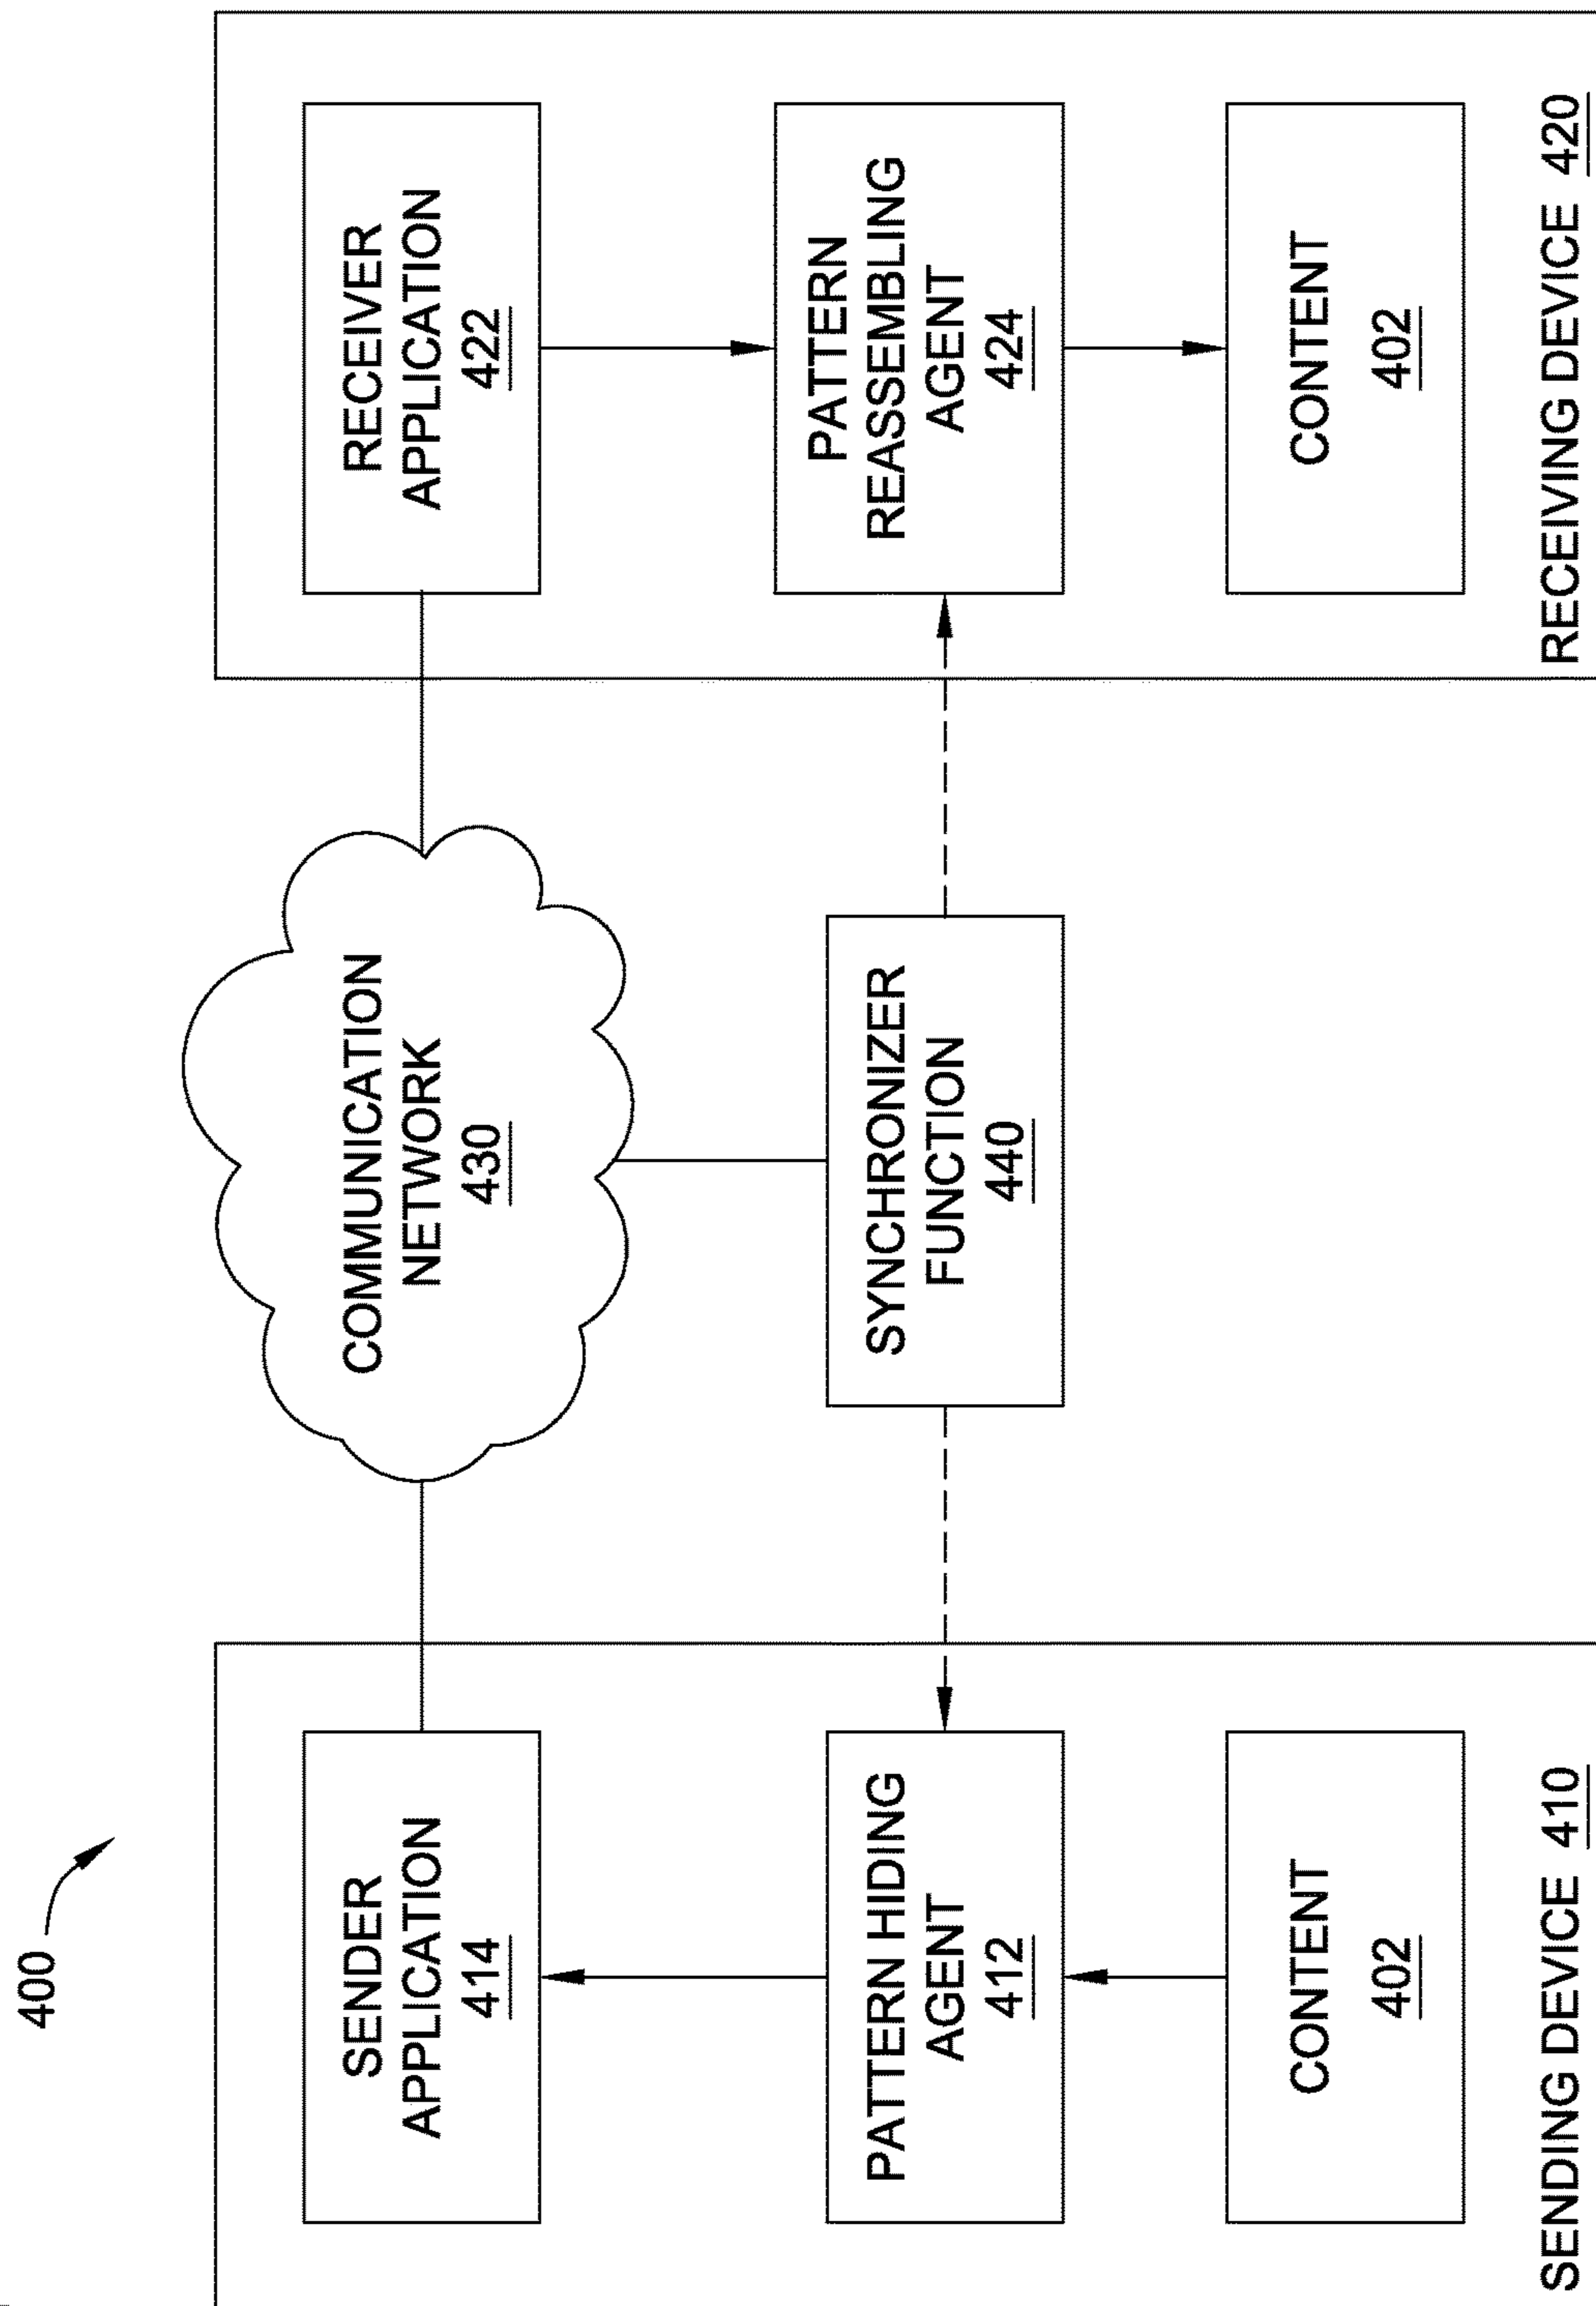 400
SENDER
APPLICATION
414
PATTERN HIDING
AGENT
412
CONTENT
402
SENDING DEVICE 410
COMMUNICATION
NETWORK
430
SYNCHRONIZER
FUNCTION
440
RECEIVER
APPLICATION
422
PATTERN
REASSEMBLING
AGENT
424
CONTENT
402
RECEIVING DEVICE 420